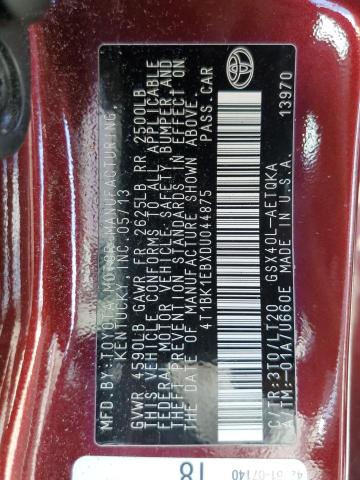 MFD. BY: TOYOTA MOTOR MANUFACTURING,
KENTUCKY, INC. 05/13
GVWR 4590LB GAWR FR 2625LB RR 2500LB
THIS VEHICLE CONFORMS TO ALL APPLICABLE
FEDERAL MOTOR VEHICLE SAFETY, BUMPER, AND
THEFT PREVENTION STANDARDS IN EFFECT ON
THE DATE OF MANUFACTURE SHOWN ABOVE.
4T1BK1EBXDU044875 PASS.CAR
C/TR: 3T0/LT20 GSX40L-AETQKA
A/TM: -01A/U660E 13970
18